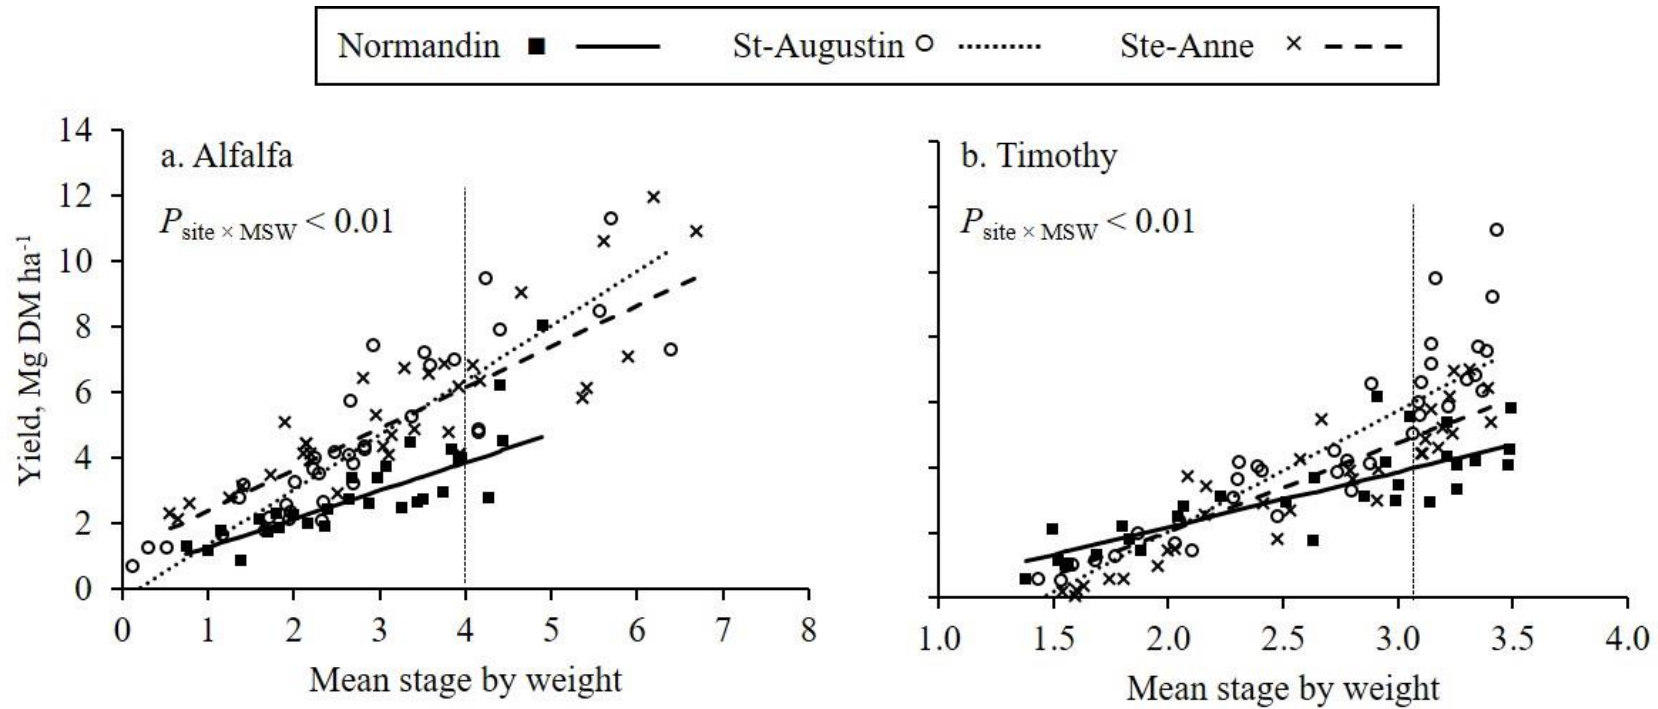 Normandin St-Augustin Ste-Anne
a. Alfalfa
P site × MSW < 0.01
Yield, Mg DM ha-1
14
12
10
8
6
4
2
0
0 1 2 3 4 5 6 7 8
Mean stage by weight
b. Timothy
P site × MSW < 0.01
1.0 1.5 2.0 2.5 3.0 3.5 4.0
Mean stage by weight